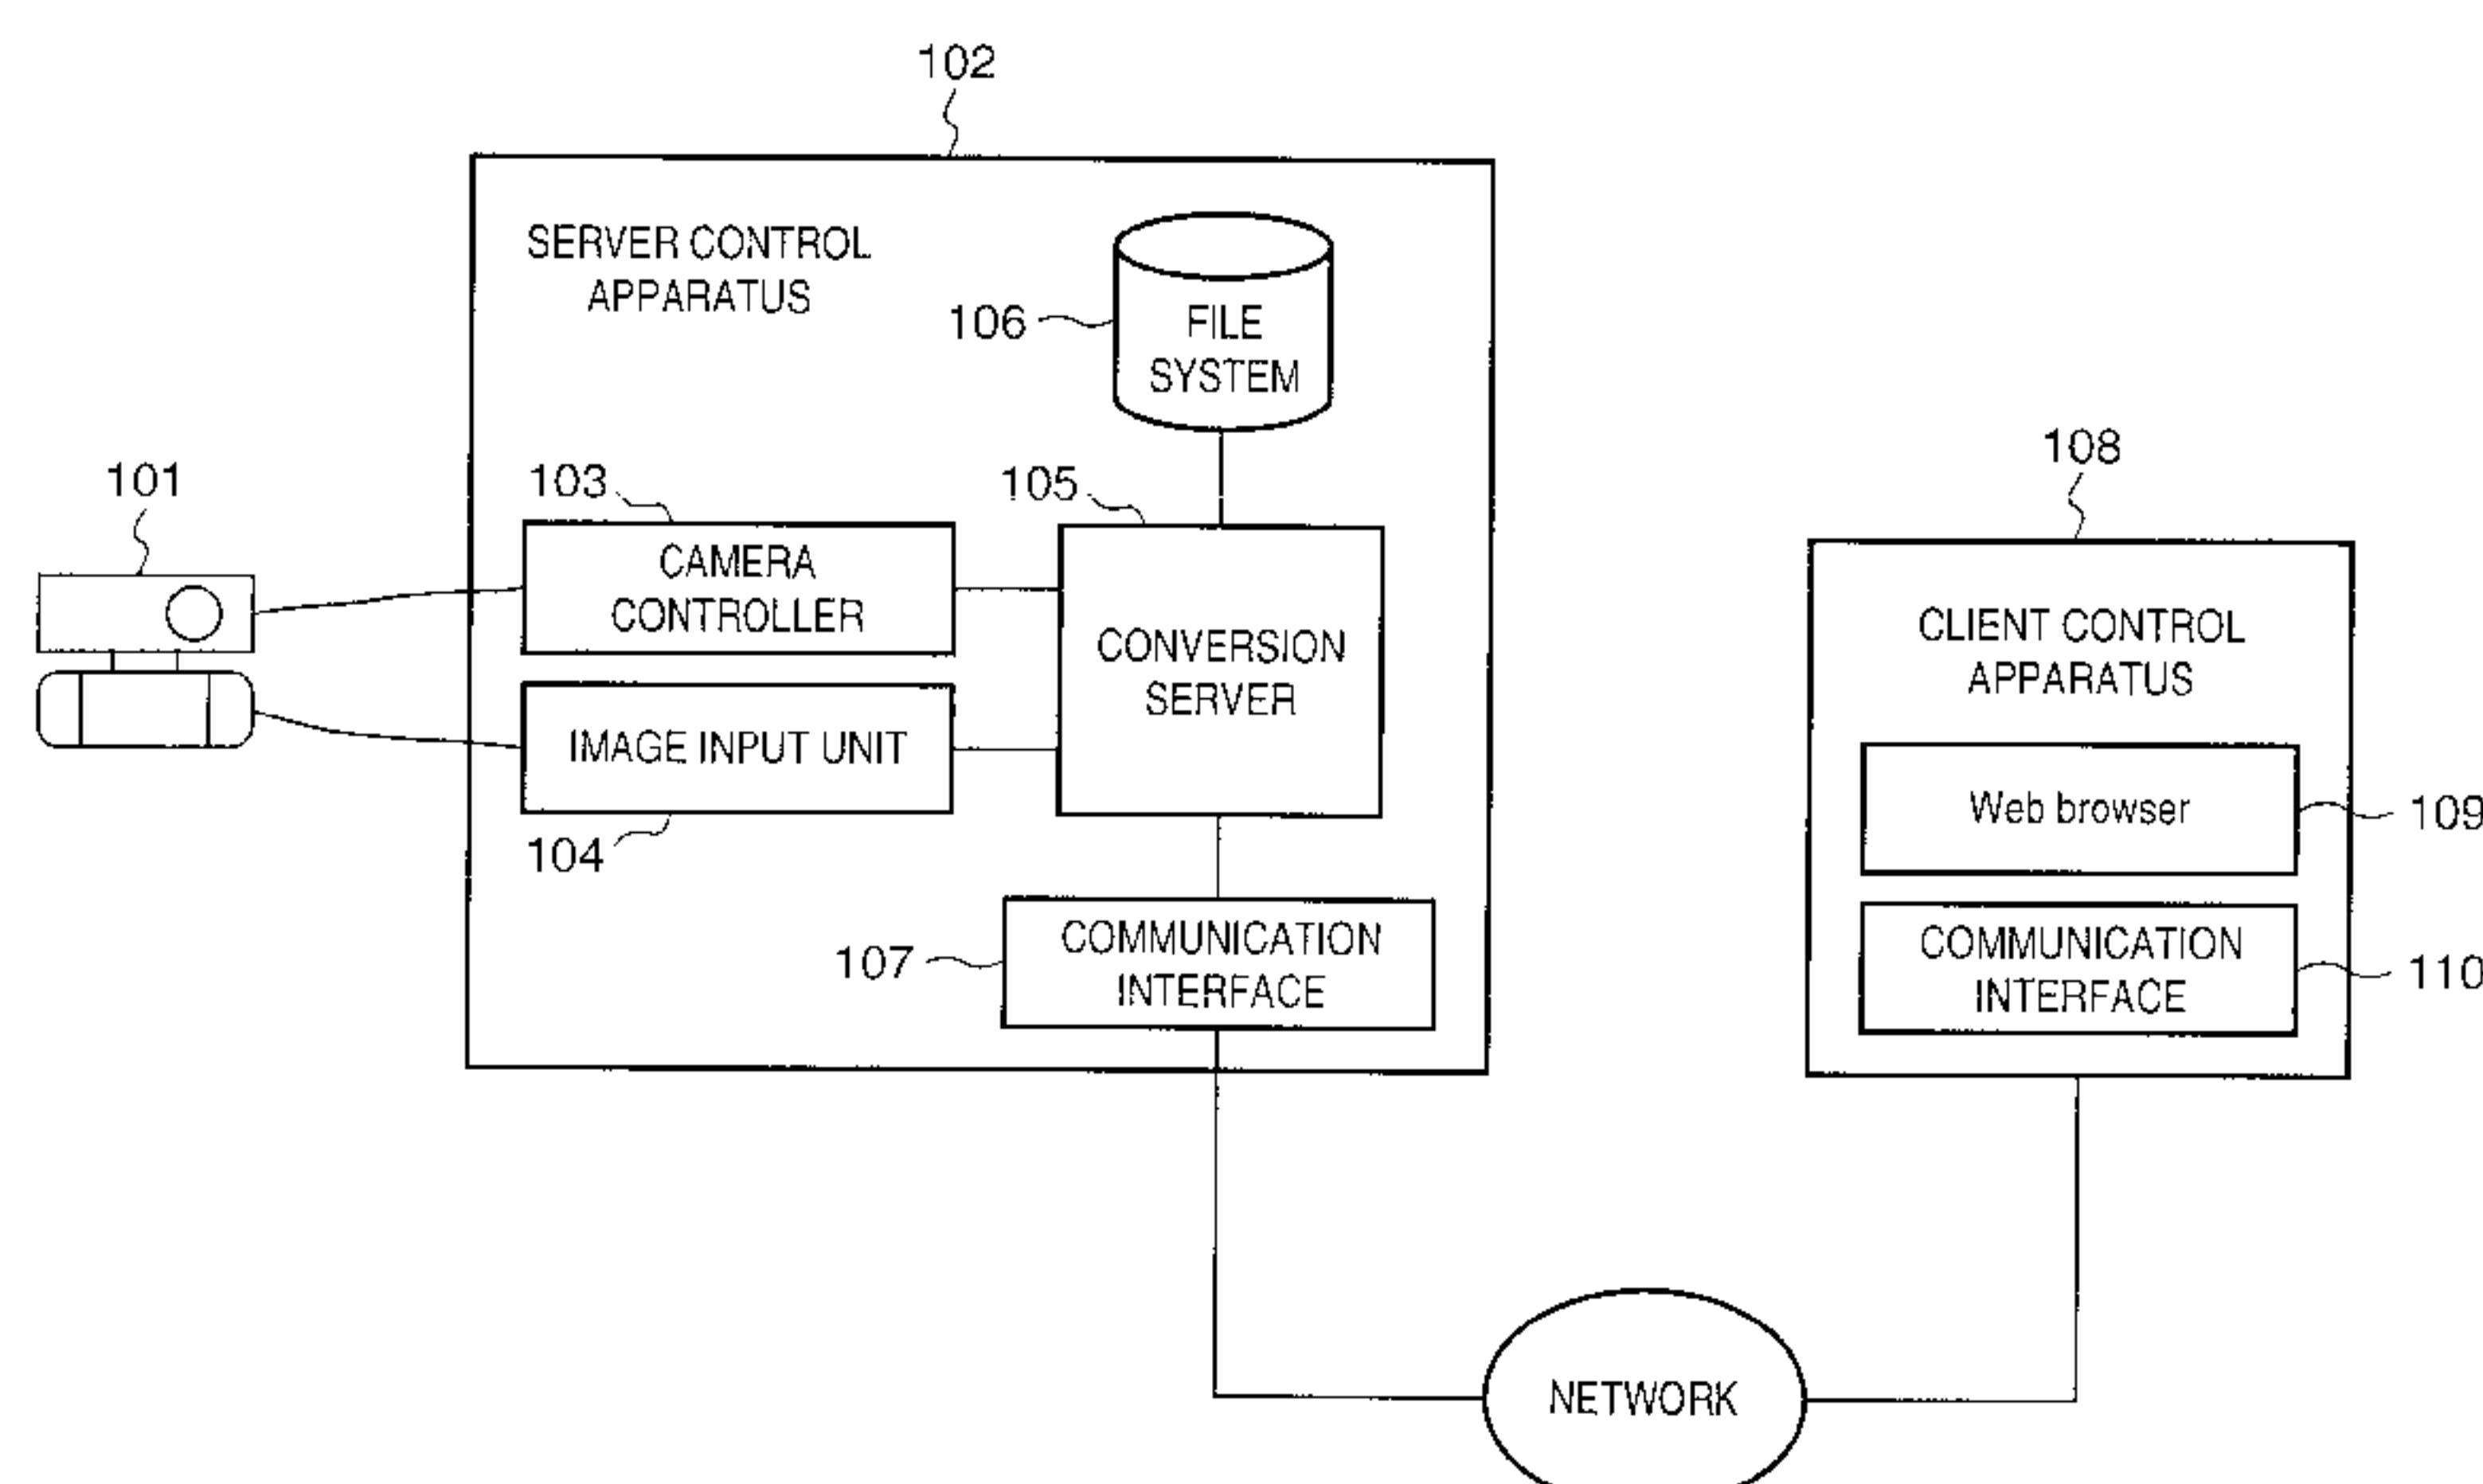 102
SERVER CONTROL
APPARATUS
106
FILE
SYSTEM
101
103
105
108
CAMERA
CONTROLLER
CONVERSION
SERVER
CLIENT CONTROL
APPARATUS
IMAGE INPUT UNIT
104
Web browser
109
107
COMMUNICATION
INTERFACE
COMMUNICATION
INTERFACE
110
NETWORK